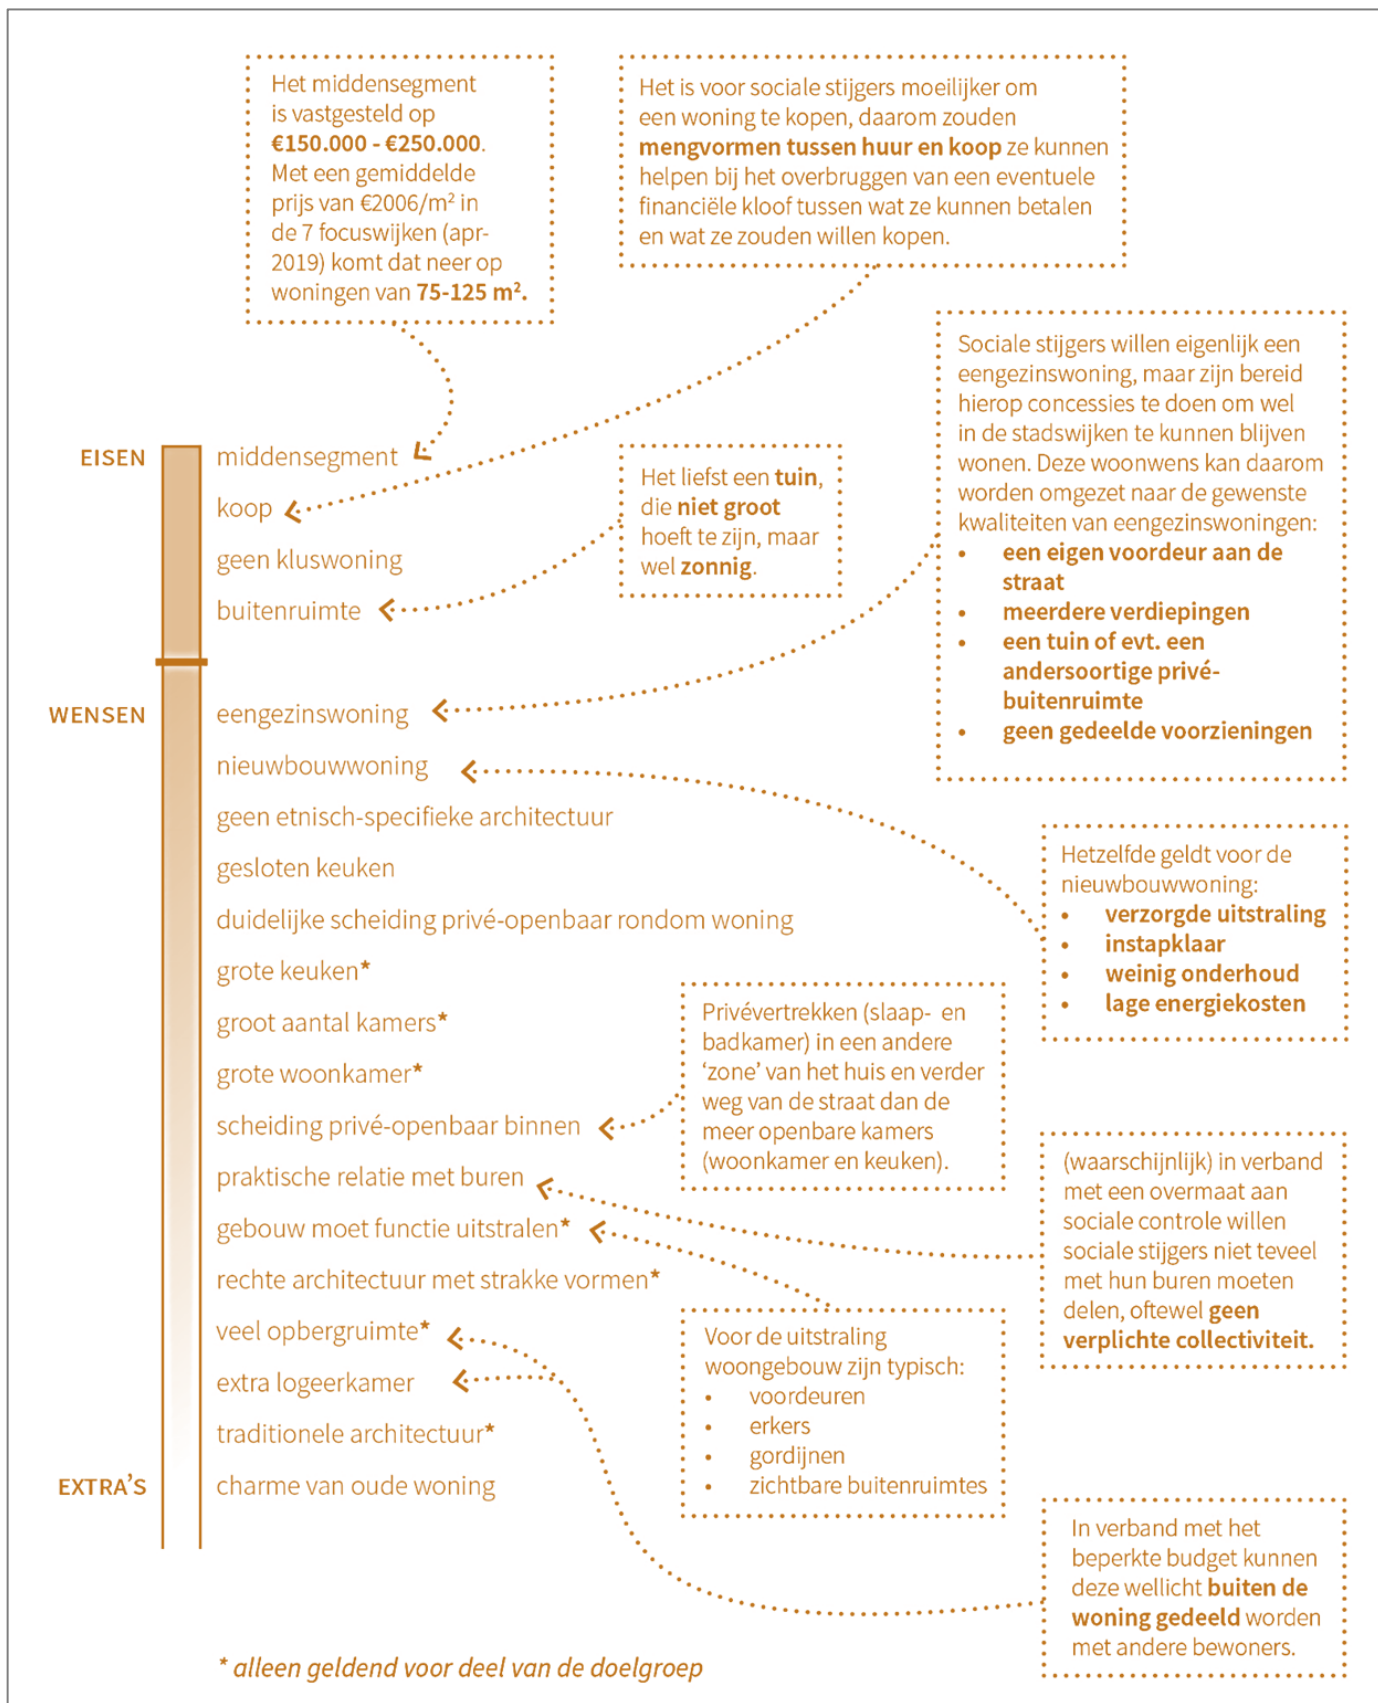 Het middensegment
is vastgesteld op
€150.000 - €250.000.
Met een gemiddelde
prijs van €2006/m² in
de 7 focuswijken (apr-
2019) komt dat neer op
woningen van 75-125 m².
Het is voor sociale stijgers moeilijker om
een woning te kopen, daarom zouden
mengvormen tussen huur en koop ze kunnen
helpen bij het overbruggen van een eventuele
financiële kloof tussen wat ze kunnen betalen
en wat ze zouden willen kopen.
Sociale stijgers willen eigenlijk een
eengezinswoning, maar zijn bereid
hierop concessies te doen om wel
in de stadswijken te kunnen blijven
wonen. Deze woonwens kan daarom
worden omgezet naar de gewenste
kwaliteiten van eengezinswoningen:
• een eigen voordeur aan de
straat
• meerdere verdiepingen
• een tuin of evt. een
andersoortige privé-
buitenruimte
• geen gedeelde voorzieningen
Het liefst een tuin,
die niet groot
hoeft te zijn, maar
wel zonnig.
EISEN
middensegment
koop
geen kluswoning
buitenruimte
WENSEN
eengezinswoning
nieuwbouwwoning
geen etnisch-specifieke architectuur
gesloten keuken
duidelijke scheiding privé-openbaar rondom woning
grote keuken*
groot aantal kamers*
grote woonkamer*
scheiding privé-openbaar binnen
praktische relatie met buren
gebouw moet functie uitstralen*
rechte architectuur met strakke vormen*
veel opbergruimte*
extra logeerkamer
traditionele architectuur*
EXTRA'S
charme van oude woning
Hetzelfde geldt voor de
nieuwbouwwoning:
• verzorgde uitstraling
• instapklaar
• weinig onderhoud
• lage energiekosten
Privévertrekken (slaap- en
badkamer) in een andere
‘zone’ van het huis en verder
weg van de straat dan de
meer openbare kamers
(woonkamer en keuken).
(waarschijnlijk) in verband
met een overmaat aan
sociale controle willen
sociale stijgers niet teveel
met hun buren moeten
delen, oftewel geen
verplichte collectiviteit.
Voor de uitstraling
woongebouw zijn typisch:
• voordeuren
• erkers
• gordijnen
• zichtbare buitenruimtes
In verband met het
beperkte budget kunnen
deze wellicht buiten de
woning gedeeld worden
met andere bewoners.
* alleen geldend voor deel van de doelgroep